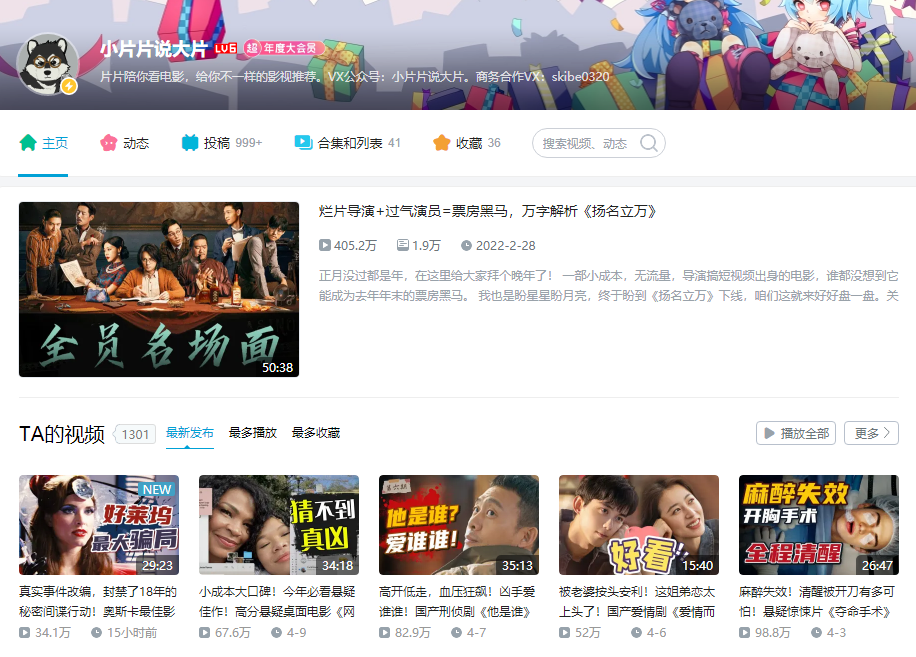 小片片说大片 LV6 超 年度大会员
片片陪你看电影，给你不一样的影视推荐。VX公众号：小片片说大片。商务合作VX：skibe0320
主页 动态 投稿 999+ 合集和列表 41 收藏 36 搜索视频、动态
烂片导演+过气演员=票房黑马，万字解析《扬名立万》
405.2万 1.9万 2022-2-28
正月没过都是年，在这里给大家拜个晚年了！ 一部小成本，无流量，导演搞短视频出身的电影，谁都没想到它
能成为去年年末的票房黑马。 我也是盼星星盼月亮，终于盼到《扬名立万》下线，咱们这就来好好盘一盘。关
全员名场面
50:38
TA的视频 1301 最新发布 最多播放 最多收藏 播放全部 更多
NEW
好莱坞
最大骗局
29:23
真实事件改编，封禁了18年的
秘密间谍行动！奥斯卡最佳影
34.1万 15小时前
猜不到
真凶
34:18
小成本大口碑！今年必看悬疑
佳作！高分悬疑桌面电影《网
67.6万 4-9
第六期
他是谁？
爱谁谁！
35:13
高开低走，血压狂飙！凶手爱
谁谁！国产刑侦剧《他是谁》
82.9万 4-7
好看
15:40
被老婆按头安利！这姐弟恋太
上头了！国产爱情剧《爱情而
52万 4-6
麻醉失效
开胸手术
全程清醒
26:47
麻醉失效！清醒被开刀有多可
怕！悬疑惊悚片《夺命手术》
98.8万 4-3